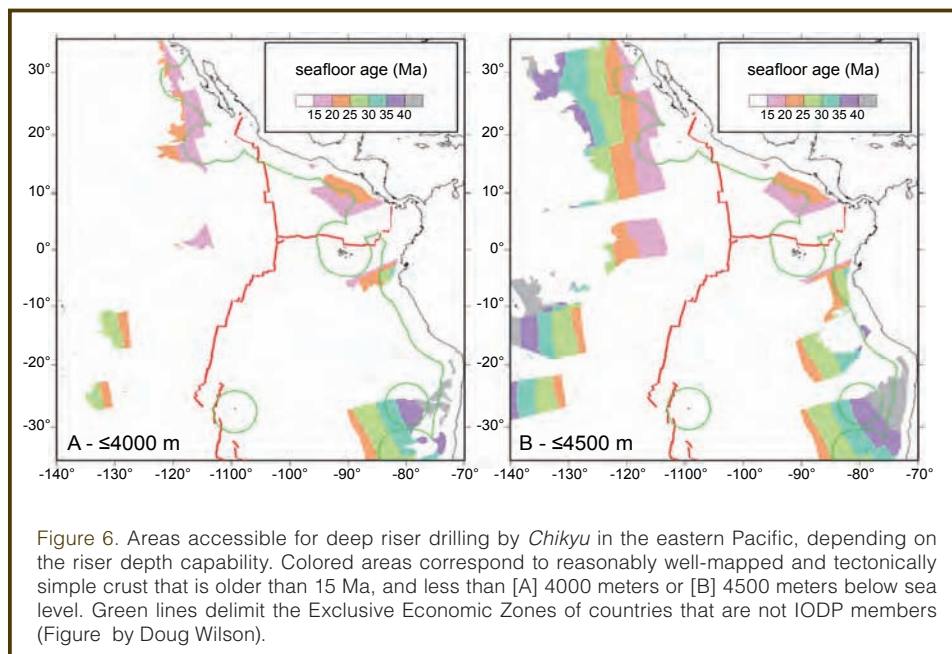 seafloor age (Ma)
15 20 25 30 35 40
30°
20°
10°
0°
-10°
-20°
-30°
A - ≤4000 m
-140 -130° -120° -1100° -100° -90° -80° -70
seafloor age (Ma)
15 20 25 30 35 40
30°
20°
10°
0°
-10°
-20°
-30°
B - ≤4500 m
-140° -130° -120° -110° -100° -90° -80° -70°
Figure 6. Areas accessible for deep riser drilling by Chikyu in the eastern Pacific, depending on
the riser depth capability. Colored areas correspond to reasonably well-mapped and tectonically
simple crust that is older than 15 Ma, and less than [A] 4000 meters or [B] 4500 meters below sea
level. Green lines delimit the Exclusive Economic Zones of countries that are not IODP members
(Figure by Doug Wilson).